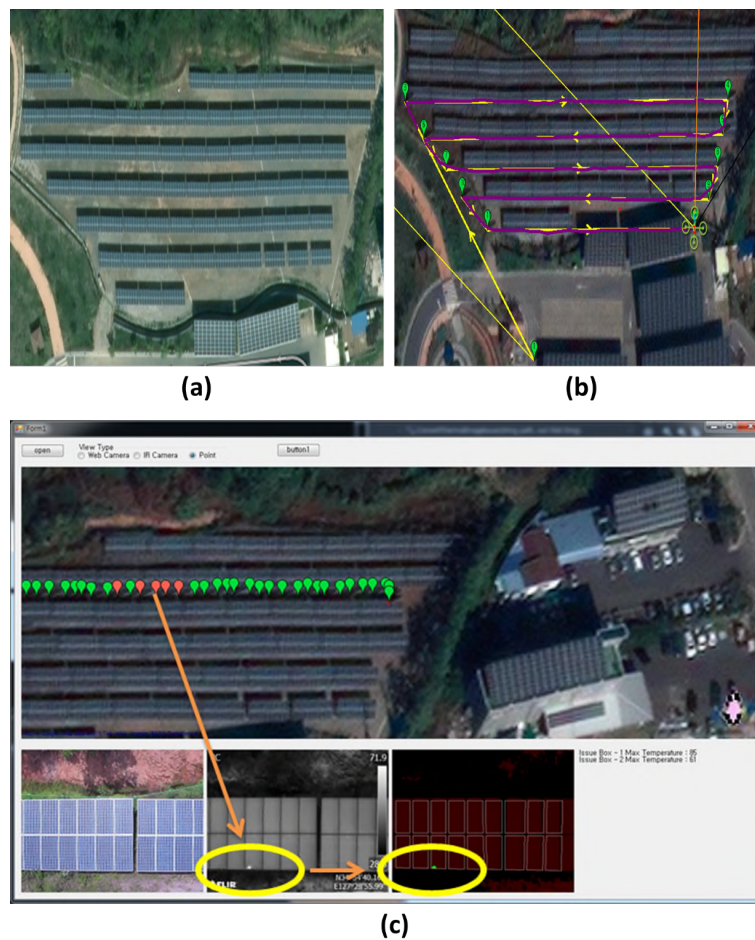 (a)
(b)
Form1
open
View Type
Web Camera
IR Camera
Point
button1
71.9
28.
Issue Box - 1 Max Temperature : 85
Issue Box - 2 Max Temperature : 61
(c)